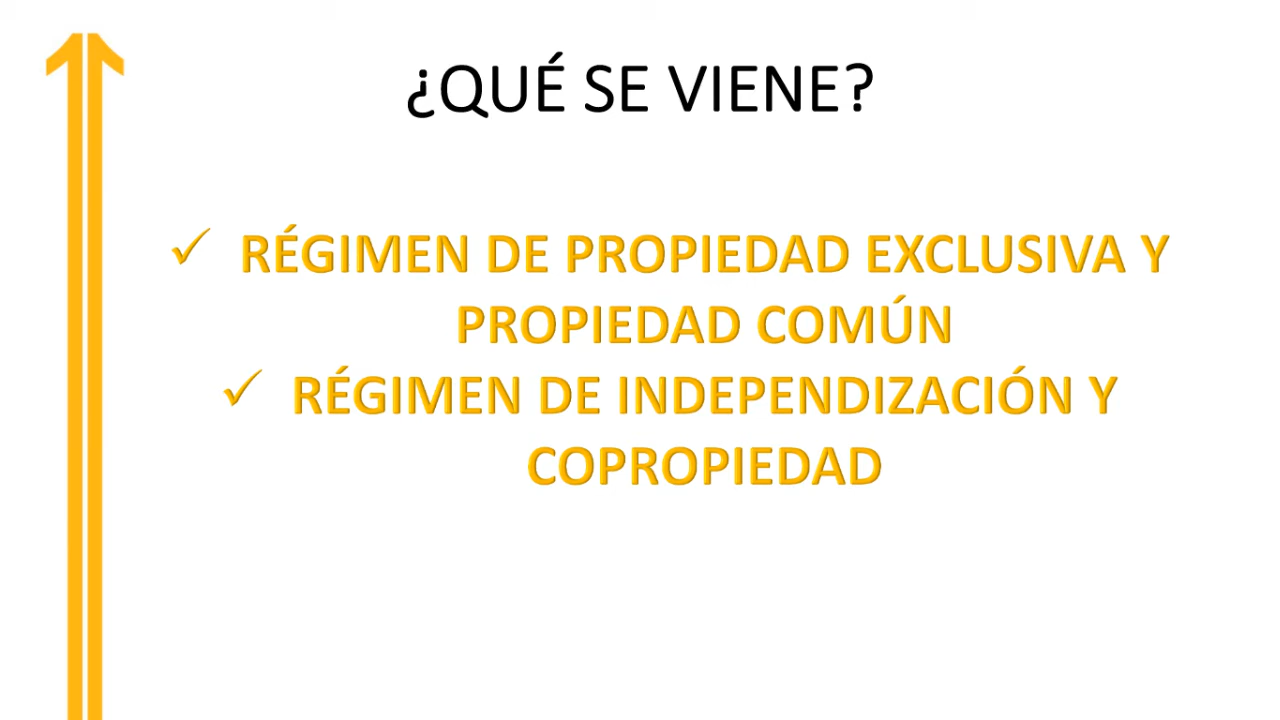 ¿QUÉ SE VIENE?
✓ RÉGIMEN DE PROPIEDAD EXCLUSIVA Y
PROPIEDAD COMÚN
✓ RÉGIMEN DE INDEPENDIZACIÓN Y
COPROPIEDAD